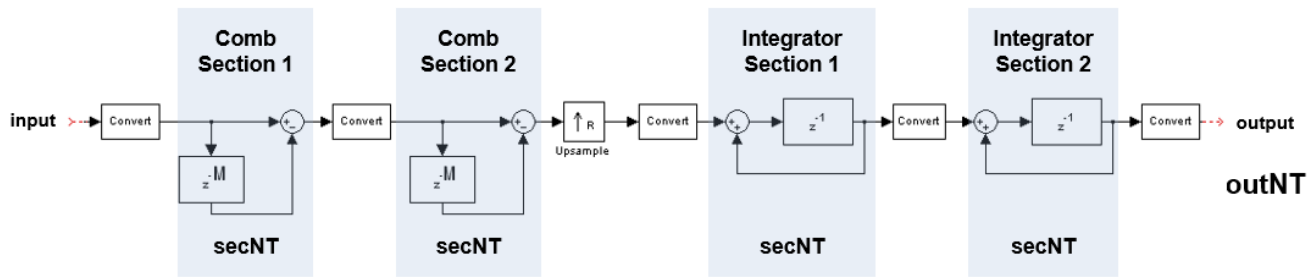 Comb
Section 1
Comb
Section 2
Integrator
Section 1
Integrator
Section 2
input
Convert
+
−
Convert
+
−
↑ R
Upsample
Convert
+
+
z-1
Convert
+
+
z-1
Convert
output
z-M
z-M
outNT
secNT
secNT
secNT
secNT